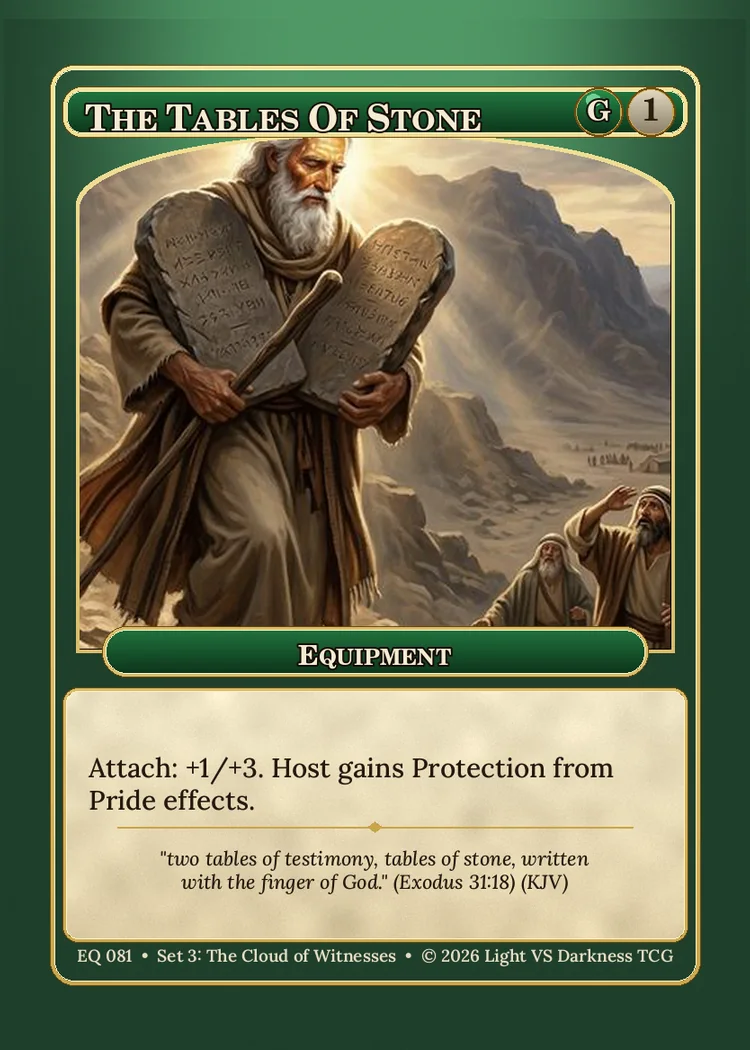 The Tables Of Stone G 1
Equipment
Attach: +1/+3. Host gains Protection from
Pride effects.
"two tables of testimony, tables of stone, written
with the finger of God." (Exodus 31:18) (KJV)
EQ 081 • Set 3: The Cloud of Witnesses • © 2026 Light VS Darkness TCG